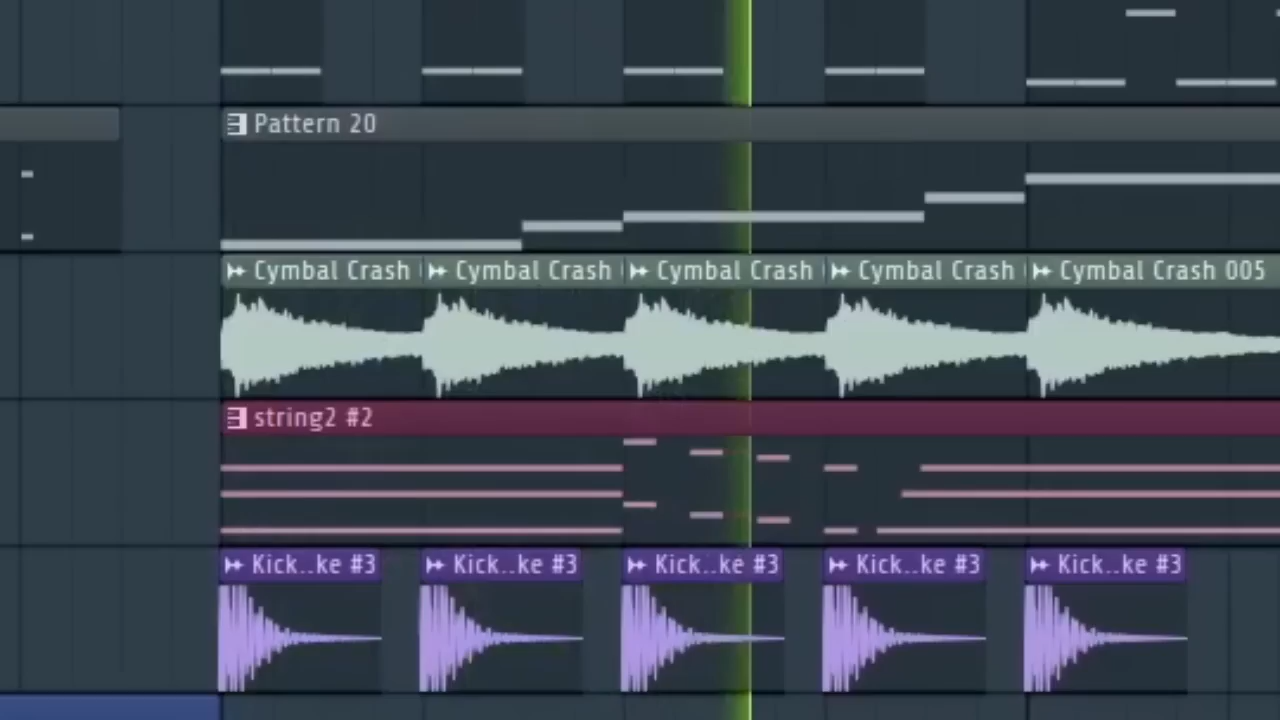 Pattern 20
Cymbal Crash Cymbal Crash Cymbal Crash Cymbal Crash Cymbal Crash 005
string2 #2
Kick..ke #3 Kick..ke #3 Kick..ke #3 Kick..ke #3 Kick..ke #3